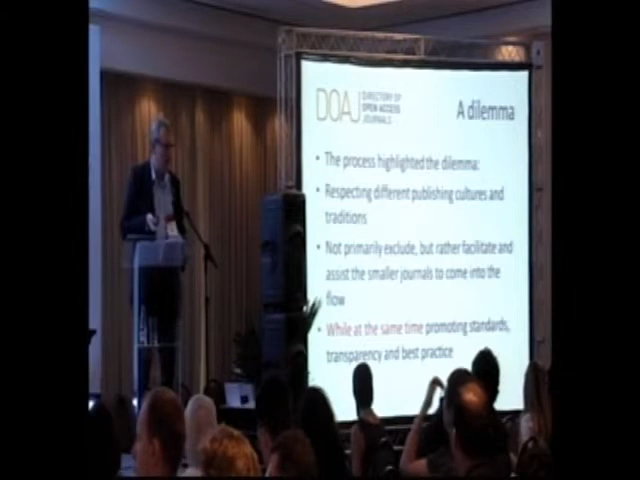 DOAJ
DIRECTORY OF
OPEN ACCESS
JOURNALS
A dilemma
• The process highlighted the dilemma:
• Respecting different publishing cultures and
traditions
• Not primarily exclude, but rather facilitate and
assist the smaller journals to come into the
flow
• While at the same time promoting standards,
transparency and best practice